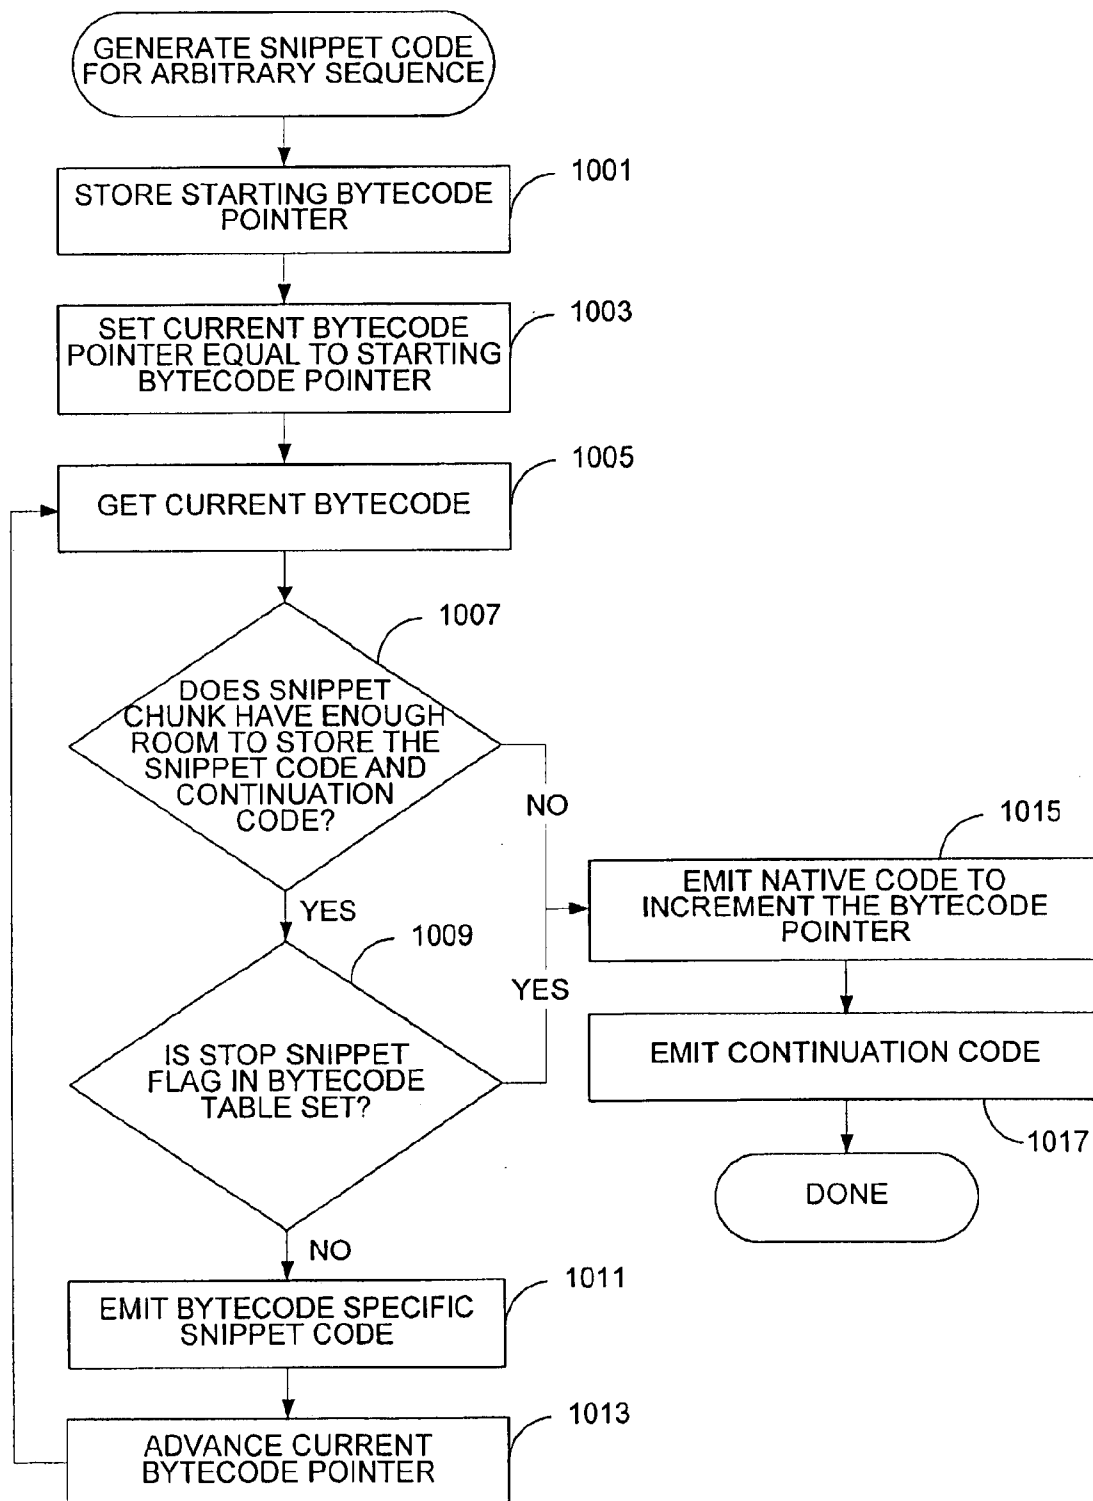 GENERATE SNIPPET CODE
FOR ARBITRARY SEQUENCE
1001
STORE STARTING BYTECODE
POINTER
1003
SET CURRENT BYTECODE
POINTER EQUAL TO STARTING
BYTECODE POINTER
1005
GET CURRENT BYTECODE
1007
DOES SNIPPET
CHUNK HAVE ENOUGH
ROOM TO STORE THE
SNIPPET CODE AND
CONTINUATION
CODE?
NO
YES
1009
IS STOP SNIPPET
FLAG IN BYTECODE
TABLE SET?
YES
NO
1011
EMIT BYTECODE SPECIFIC
SNIPPET CODE
1013
ADVANCE CURRENT
BYTECODE POINTER
1015
EMIT NATIVE CODE TO
INCREMENT THE BYTECODE
POINTER
EMIT CONTINUATION CODE
1017
DONE